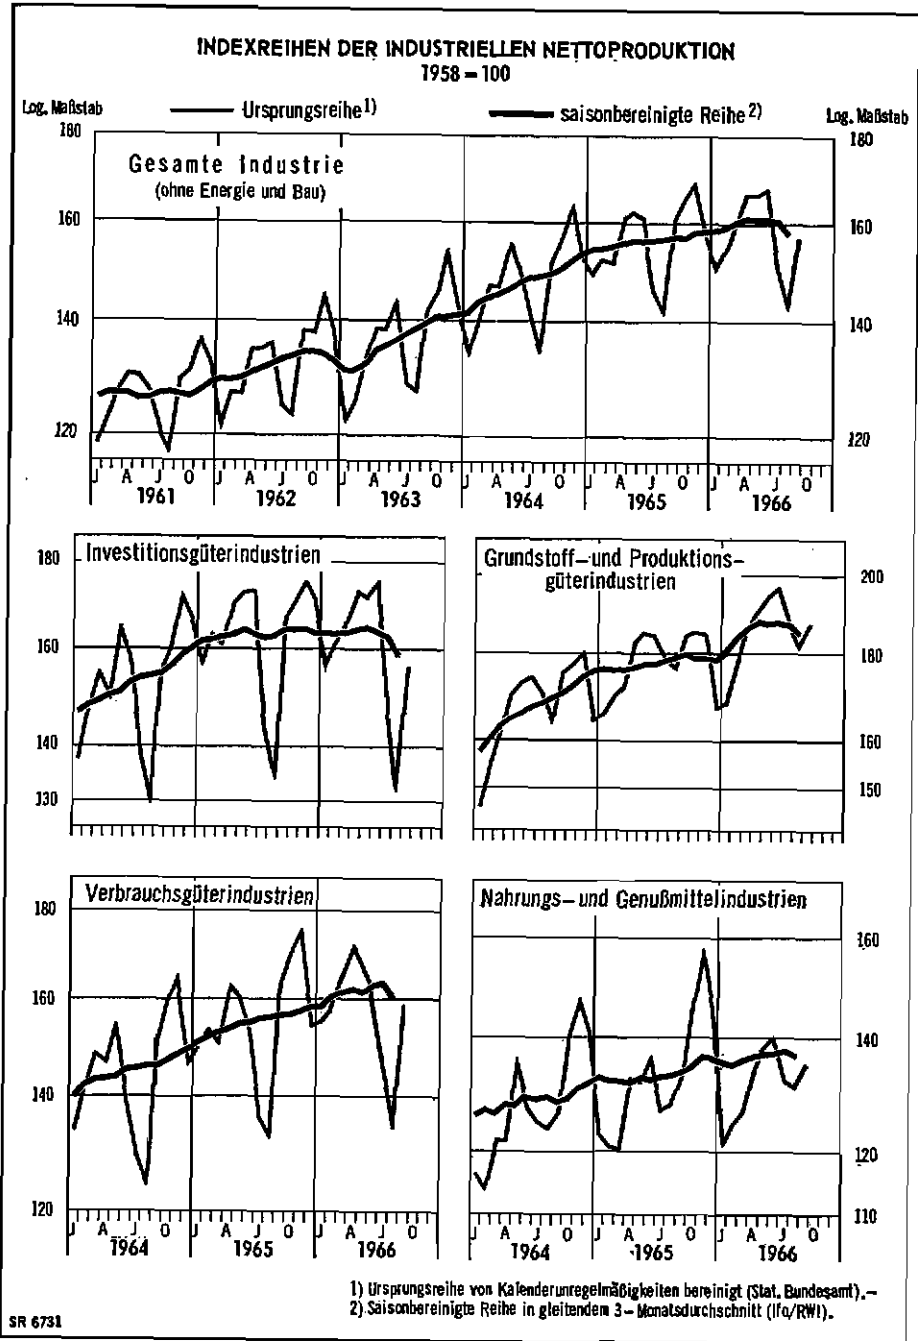 INDEXREIHEN DER INDUSTRIELLEN NETTOPRODUKTION
1958 = 100
Log. Maßstab
Ursprungsreihe1)
saisonbereinigte Reihe2)
Log. Maßstab
180
180
Gesamte Industrie
(ohne Energie und Bau)
160
160
140
140
120
120
J A J O J A J O J A J O J A J O J A J O J A J O
1961 1962 1963 1964 1965 1966
180
Investitionsgüterindustrien
160
140
130
Grundstoff- und Produktions-
güterindustrien
200
180
160
150
Verbrauchsgüterindustrien
180
160
140
120
J A J O J A J O J A J O
1964 1965 1966
Nahrungs- und Genußmittelindustrien
160
140
120
110
J A J O J A J O J A J O
1964 1965 1966
1) Ursprungsreihe von Kalenderunregelmäßigkeiten bereinigt (Stat. Bundesamt).-
2) Saisonbereinigte Reihe in gleitendem 3-Monatsdurchschnitt (Ifo/RWI).
SR 6731